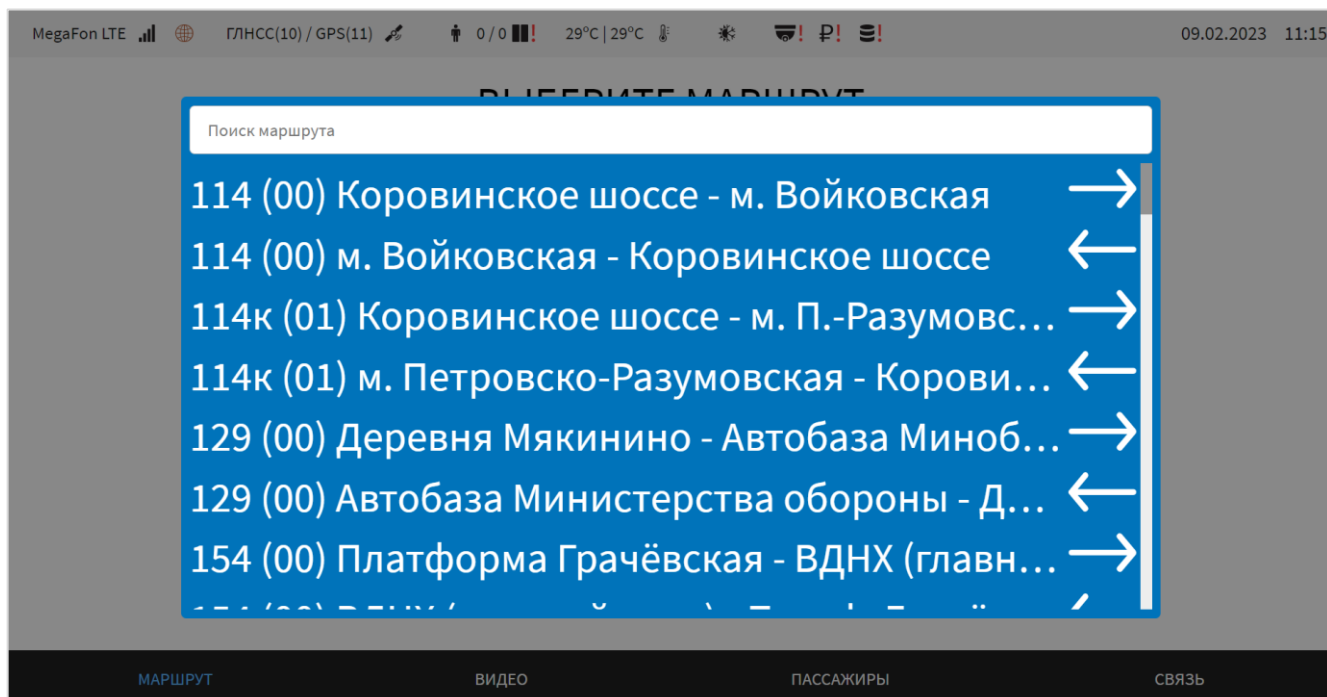 MegaFon LTE ГЛНСС(10) / GPS(11) 0 / 0 ! 29°C | 29°C ! ₽! ! 09.02.2023 11:15
ВЫБЕРИТЕ МАРШРУТ
Поиск маршрута
114 (00) Коровинское шоссе - м. Войковская →
114 (00) м. Войковская - Коровинское шоссе ←
114к (01) Коровинское шоссе - м. П.-Разумовс... →
114к (01) м. Петровско-Разумовская - Корови... ←
129 (00) Деревня Мякинино - Автобаза Миноб... →
129 (00) Автобаза Министерства обороны - Д... ←
154 (00) Платформа Грачёвская - ВДНХ (главн... →
МАРШРУТ ВИДЕО ПАССАЖИРЫ СВЯЗЬ